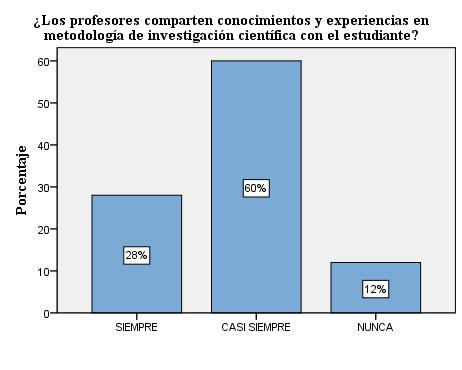 ¿Los profesores comparten conocimientos y experiencias en
metodología de investigación científica con el estudiante?
Porcentaje
60
50
40
30
20
10
0
28%
60%
12%
SIEMPRE
CASI SIEMPRE
NUNCA